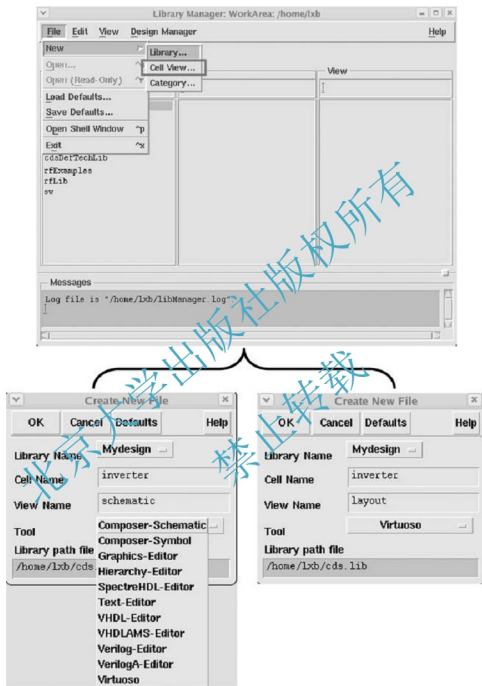 Library Manager: WorkArea: /home/lxb
File Edit View Design Manager Help
New
Library...
Open... ^o
Cell View...
Open (Read-Only) ^r
Category...
View
Load Defaults...
Save Defaults...
Open Shell Window ^p
Exit ^x
cdsDefTechLib
rfExamples
rfLib
sv
Messages
Log file is "/home/lxb/libManager.log"
Create New File
OK Cancel Defaults Help
Library Name Mydesign
Cell Name inverter
View Name schematic
Tool Composer-Schematic
Composer-Symbol
Library path file
Graphics-Editor
/home/lxb/cds.
Hierarchy-Editor
SpectreHDL-Editor
Text-Editor
VHDL-Editor
VHDLAMS-Editor
Verilog-Editor
VerilogA-Editor
Virtuoso
Create New File
OK Cancel Defaults Help
Library Name Mydesign
Cell Name inverter
View Name layout
Tool Virtuoso
Library path file
/home/lxb/cds.lib
北京大学出版社版权所有
禁止转载